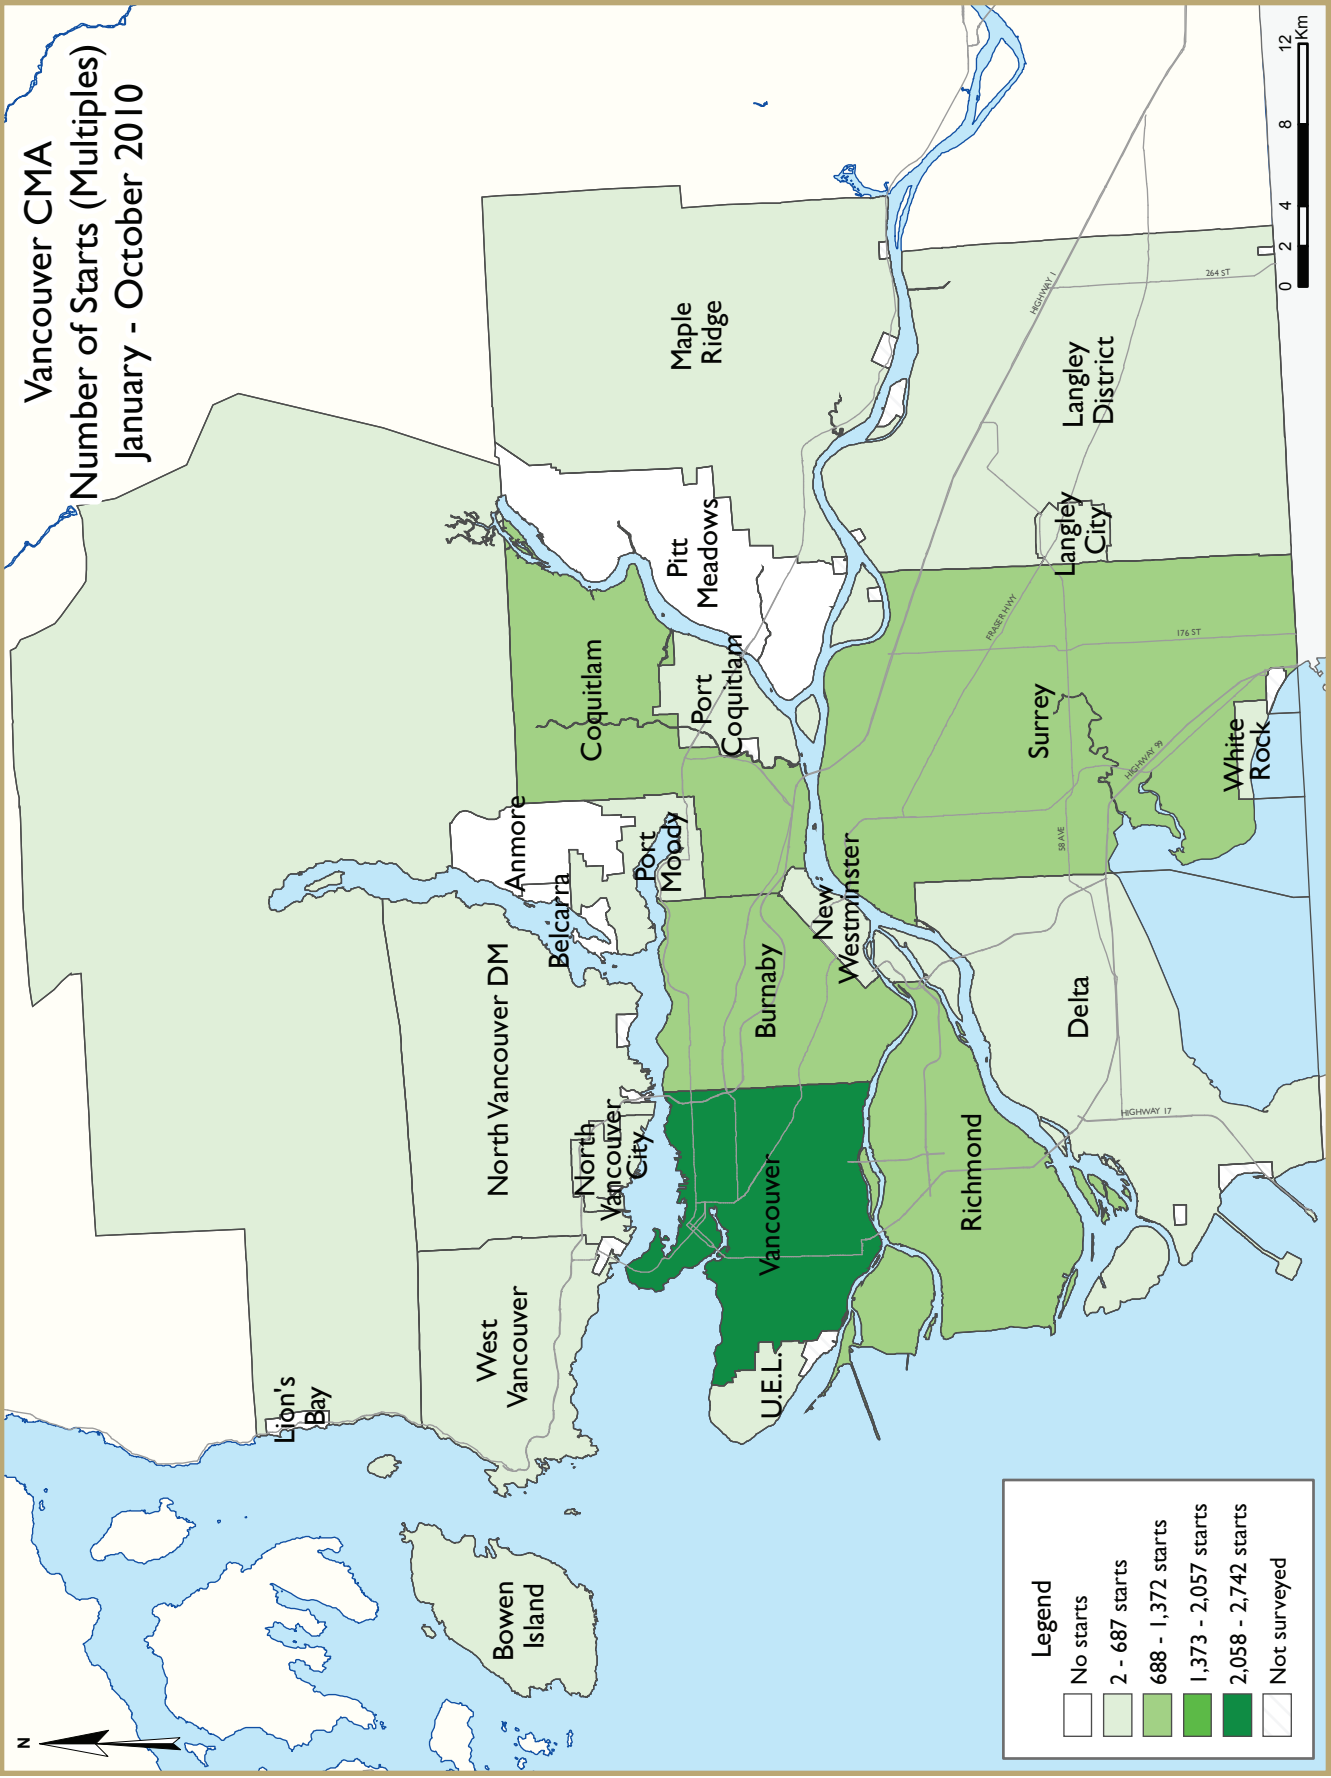 Vancouver CMA
Number of Starts (Multiples)
January - October 2010
N
Lion's
Bay
Bowen
Island
West
Vancouver
North Vancouver DM
North
Vancouver
City
Belcarra
Anmore
Port
Moody
Coquitlam
Port
Coquitlam
Pitt
Meadows
Maple
Ridge
U.E.L.
Vancouver
Burnaby
New
Westminster
Richmond
Delta
Surrey
White
Rock
Langley
City
Langley
District
HIGHWAY 1
264 ST
FRASER HWY
176 ST
HIGHWAY 99
58 AVE
HIGHWAY 17
Legend
No starts
2 - 687 starts
688 - 1,372 starts
1,373 - 2,057 starts
2,058 - 2,742 starts
Not surveyed
0 2 4 8 12
Km